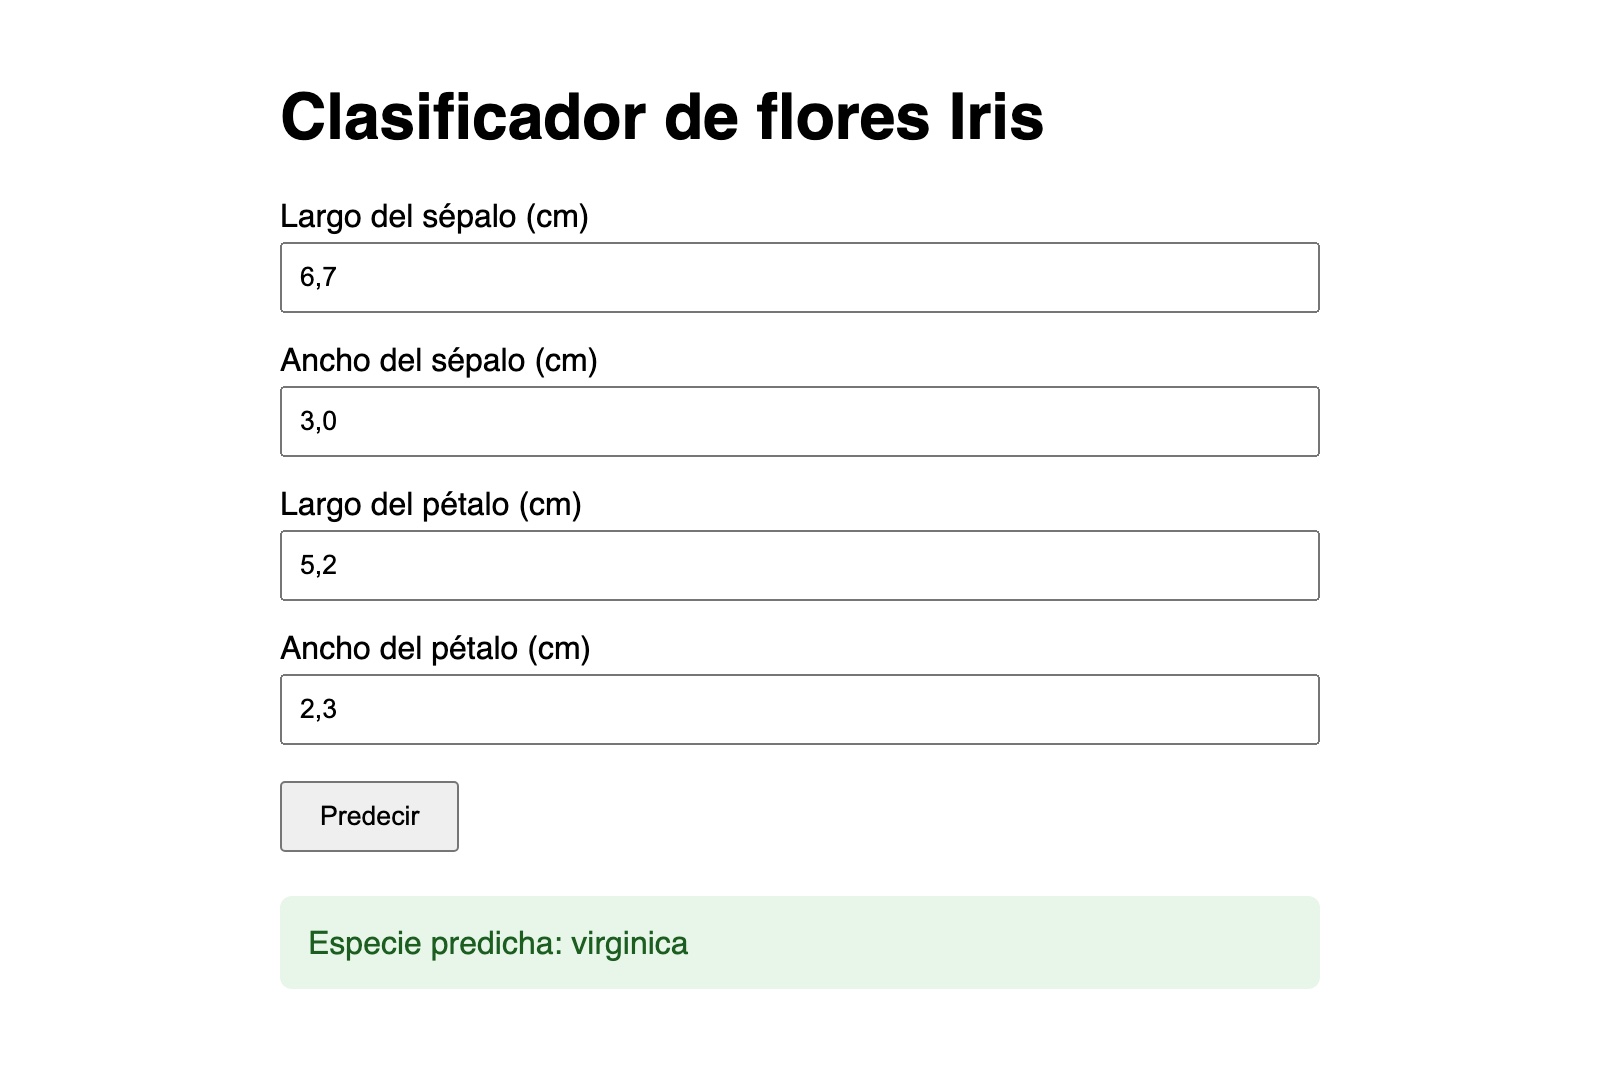 Clasificador de flores Iris
Largo del sépalo (cm)
6,7
Ancho del sépalo (cm)
3,0
Largo del pétalo (cm)
5,2
Ancho del pétalo (cm)
2,3
Predecir
Especie predicha: virginica